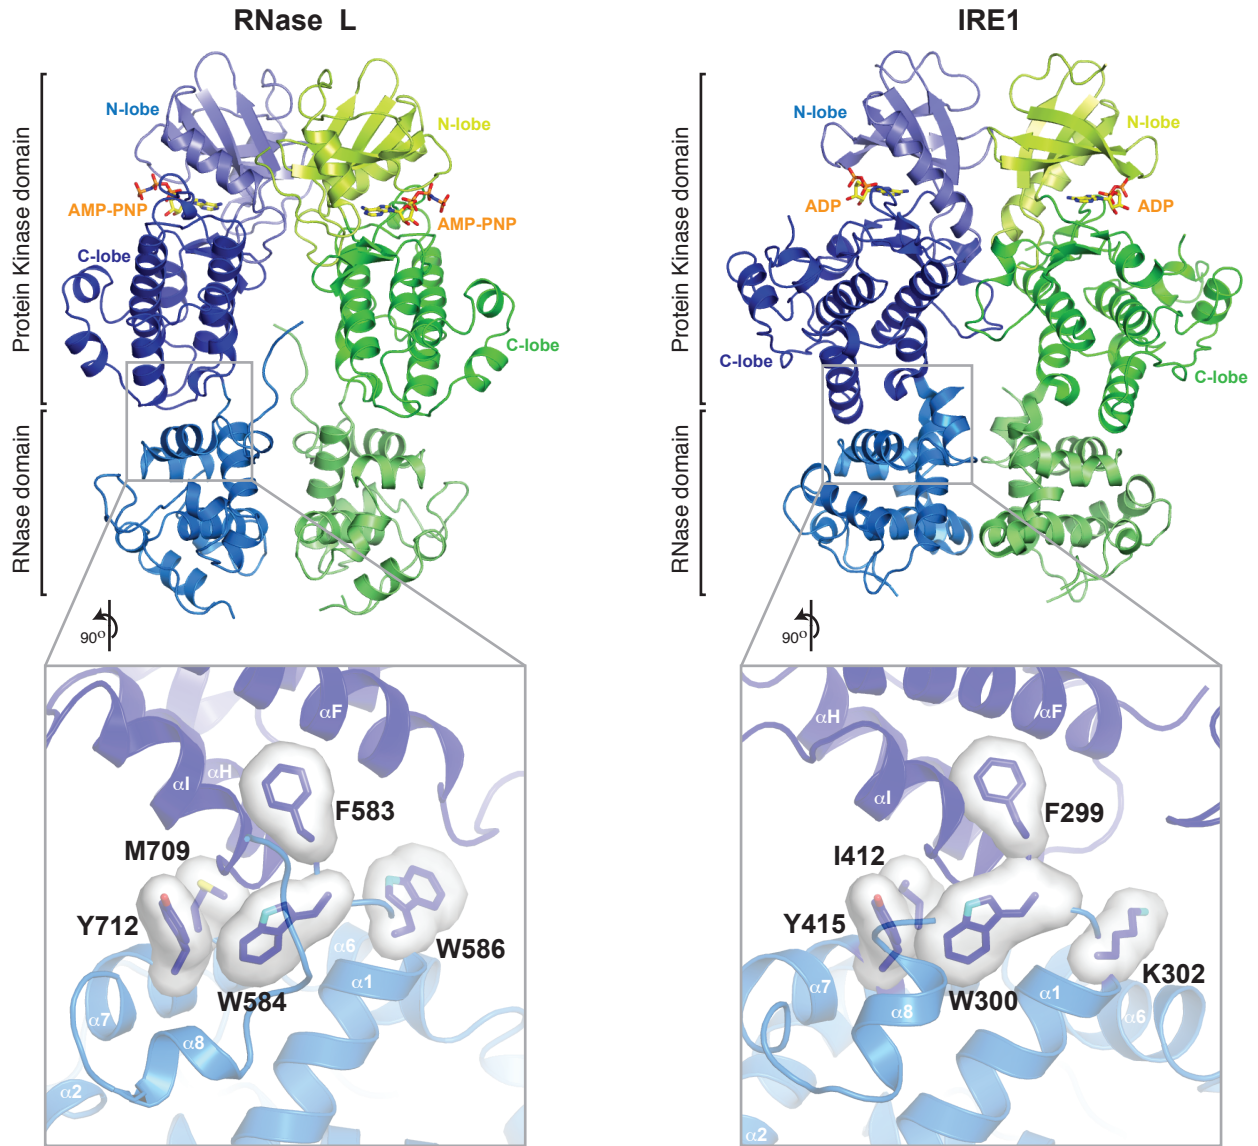 RNase L
IRE1
Protein Kinase domain
RNase domain
N-lobe
N-lobe
AMP-PNP
AMP-PNP
C-lobe
C-lobe
90º
Protein Kinase domain
RNase domain
N-lobe
N-lobe
ADP
ADP
C-lobe
C-lobe
90º
αF
αH
αI
F583
M709
Y712
W586
W584
α6
α1
α7
α8
α2
αH
αF
αI
F299
I412
Y415
K302
W300
α7
α1
α8
α6
α2